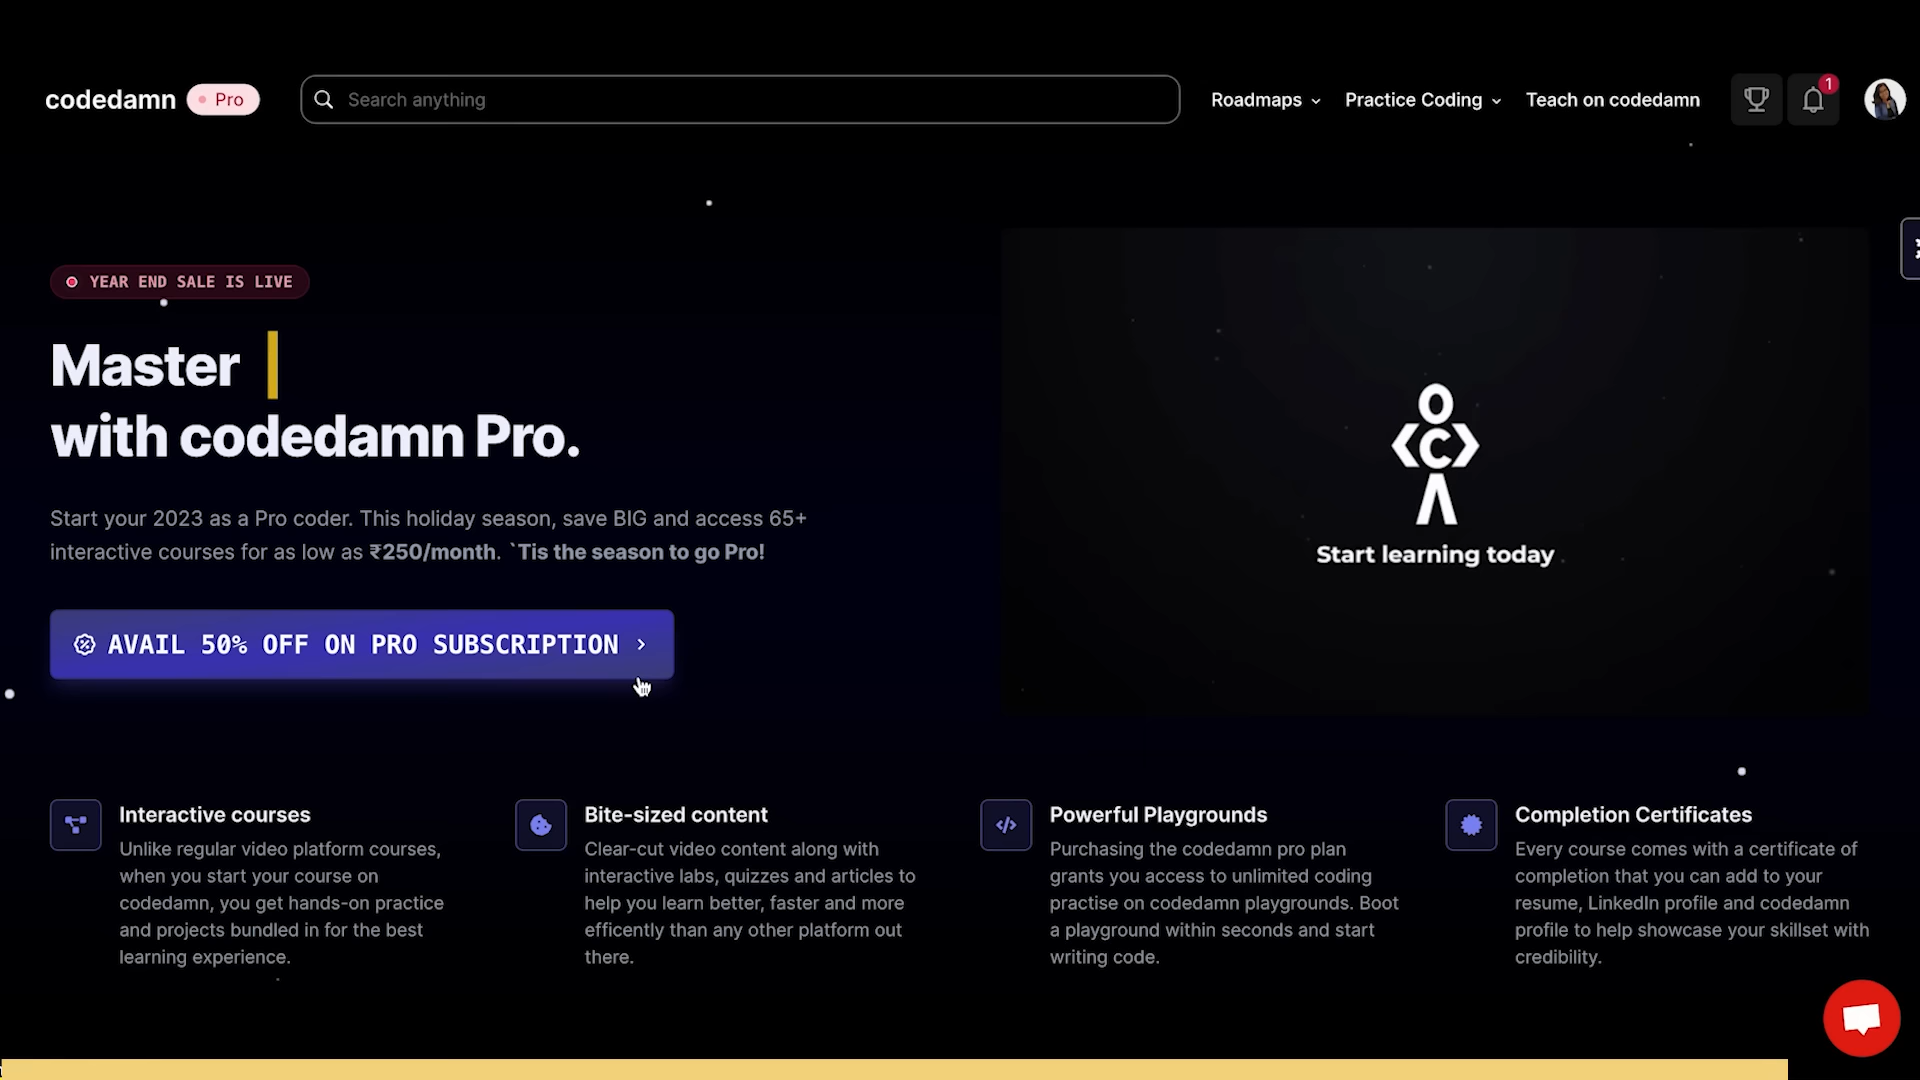 codedamn Pro
Search anything
Roadmaps
Practice Coding
Teach on codedamn
1
YEAR END SALE IS LIVE
Master
with codedamn Pro.
Start your 2023 as a Pro coder. This holiday season, save BIG and access 65+
interactive courses for as low as ₹250/month. `Tis the season to go Pro!
AVAIL 50% OFF ON PRO SUBSCRIPTION
C
Start learning today
Interactive courses
Unlike regular video platform courses,
when you start your course on
codedamn, you get hands-on practice
and projects bundled in for the best
learning experience.
Bite-sized content
Clear-cut video content along with
interactive labs, quizzes and articles to
help you learn better, faster and more
efficently than any other platform out
there.
Powerful Playgrounds
Purchasing the codedamn pro plan
grants you access to unlimited coding
practise on codedamn playgrounds. Boot
a playground within seconds and start
writing code.
Completion Certificates
Every course comes with a certificate of
completion that you can add to your
resume, LinkedIn profile and codedamn
profile to help showcase your skillset with
credibility.